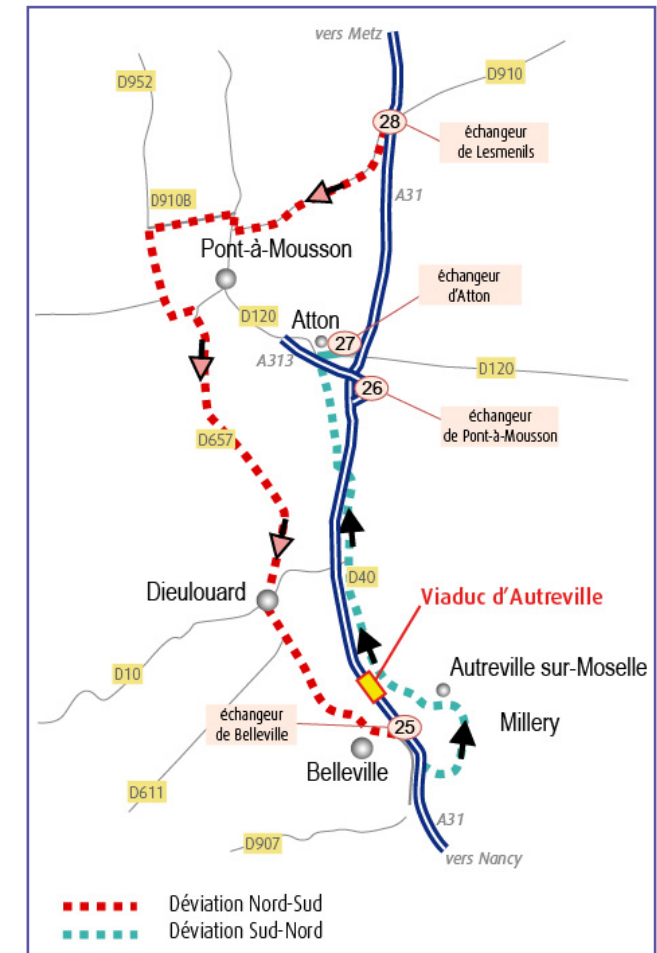 vers Metz
D952
D910
28
échangeur
de Lesmenils
A31
D910B
Pont-à-Mousson
échangeur
d'Atton
D120
Atton
27
A313
D120
26
échangeur
de Pont-à-Mousson
D657
Dieulouard
D40
Viaduc d'Autreville
D10
Autreville sur-Moselle
échangeur
de Belleville
25
Millery
Belleville
D611
A31
D907
vers Nancy
Déviation Nord-Sud
Déviation Sud-Nord